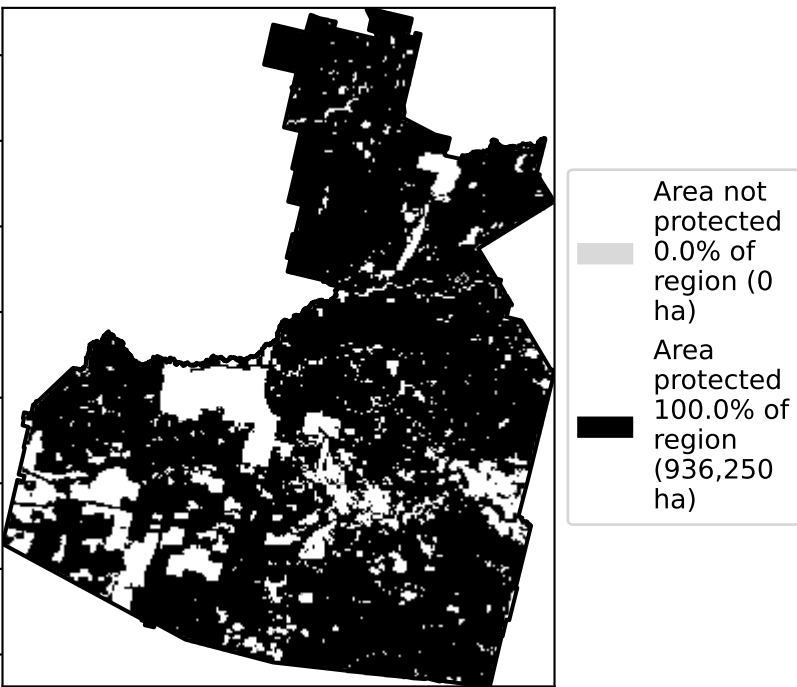 Area not
protected
0.0% of
region (0
ha)
Area
protected
100.0% of
region
(936,250
ha)